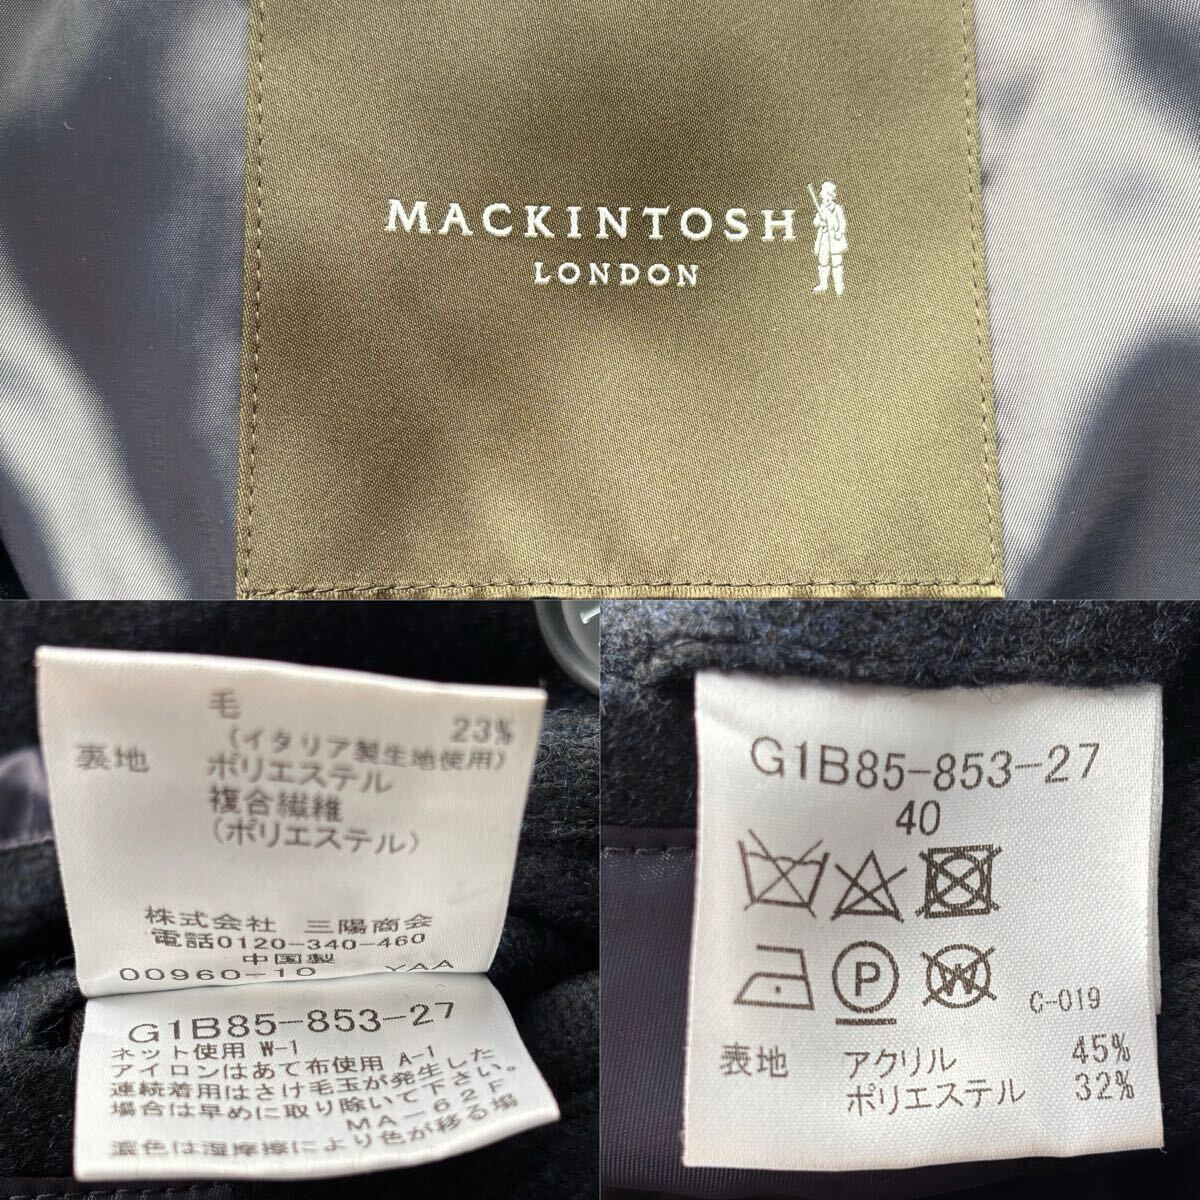 MACKINTOSH
LONDON
毛 23%
(イタリア製生地使用)
裏地 ポリエステル
複合繊維
(ポリエステル)
株式会社 三陽商会
電話0120-340-460
中国製
00960-10 YAA
G1B85-853-27
ネット使用 W-1
アイロンはあて布使用 A-1
連続着用はさけ毛玉が発生した
場合は早めに取り除いて下さい。
MA-62F
濃色は湿摩擦により色が移る場
G1B85-853-27
40
P
W
C-019
表地 アクリル 45%
ポリエステル 32%